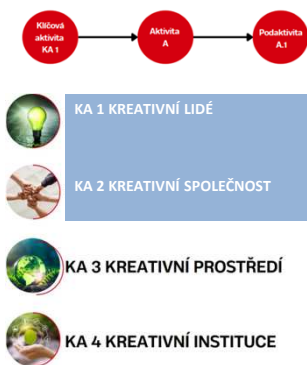 Klíčová
aktivita
KA 1
Aktivita
A
Podaktivita
A.1
KA 1 KREATIVNÍ LIDÉ
KA 2 KREATIVNÍ SPOLEČNOST
KA 3 KREATIVNÍ PROSTŘEDÍ
KA 4 KREATIVNÍ INSTITUCE